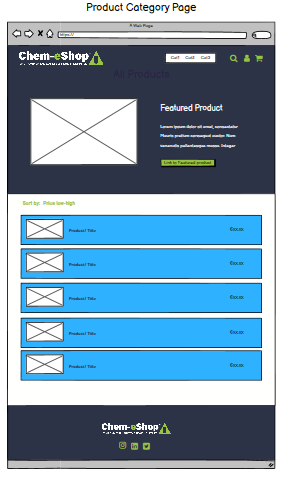 Product Category Page
A Web Page
https://
Chem-eShop
Cat1 Cat2 Cat3
All Products
Featured Product
Lorem ipsum dolor sit amet, consectetur
Mauris pretium consequat auctor. Nam
venenatis pellentesque massa. Integer
Link to Featured product
Sort by: Price low-high
Product Title €xx.xx
Product Title €xx.xx
Product Title €xx.xx
Product Title €xx.xx
Product Title €xx.xx
Chem-eShop